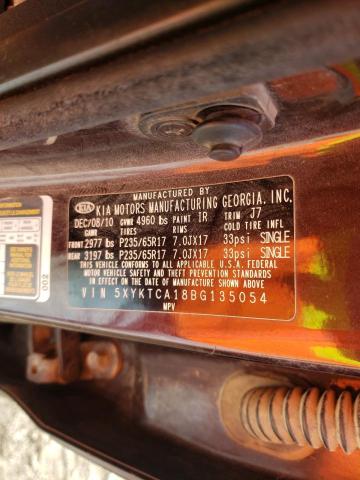 MANUFACTURED BY
KIA KIA MOTORS MANUFACTURING GEORGIA, INC.
DEC/08/10 GVWR 4960 lbs PAINT IR TRIM J7
GAWR TIRES RIMS COLD TIRE INFL
FRONT 2977 lbs P235/65R17 7.0JX17 33psi SINGLE
REAR 3197 lbs P235/65R17 7.0JX17 33psi SINGLE
THIS VEHICLE CONFORMS TO ALL APPLICABLE U.S.A. FEDERAL
MOTOR VEHICLE SAFETY AND THEFT PREVENTION STANDARDS
IN EFFECT ON THE DATE OF MANUFACTURE SHOWN ABOVE
VIN 5XYKTCA18BG135054
MPV
002